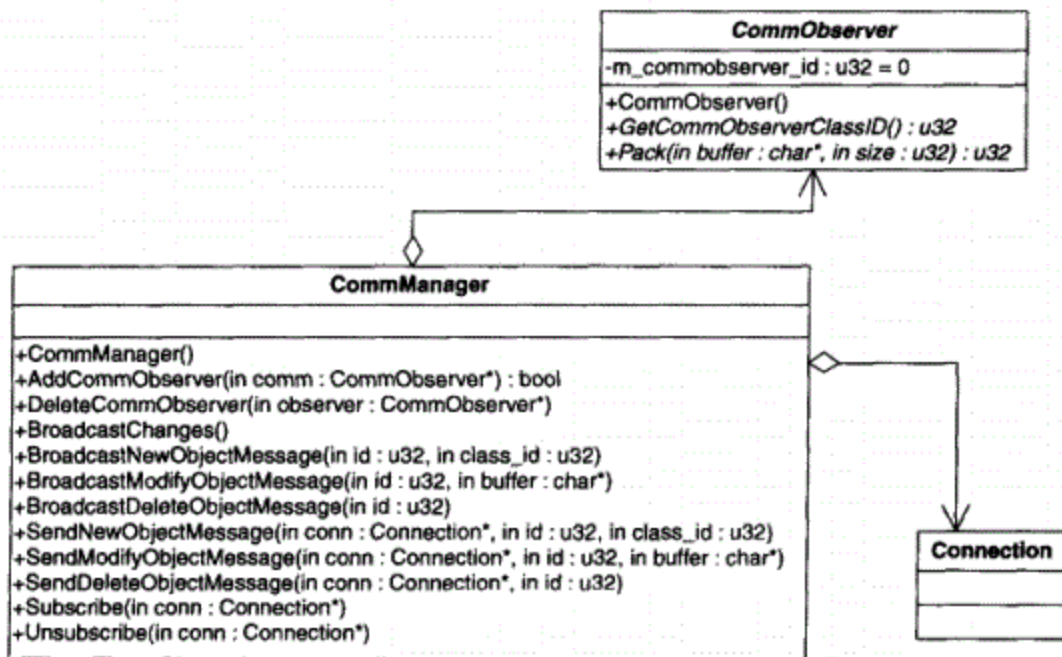 CommObserver
-m_commobserver_id : u32 = 0
+CommObserver()
+GetCommObserverClassID() : u32
+Pack(in buffer : char*, in size : u32) : u32
CommManager
+CommManager()
+AddCommObserver(in comm : CommObserver*) : bool
+DeleteCommObserver(in observer : CommObserver*)
+BroadcastChanges()
+BroadcastNewObjectMessage(in id : u32, in class_id : u32)
+BroadcastModifyObjectMessage(in id : u32, in buffer : char*)
+BroadcastDeleteObjectMessage(in id : u32)
+SendNewObjectMessage(in conn : Connection*, in id : u32, in class_id : u32)
+SendModifyObjectMessage(in conn : Connection*, in id : u32, in buffer : char*)
+SendDeleteObjectMessage(in conn : Connection*, in id : u32)
+Subscribe(in conn : Connection*)
+Unsubscribe(in conn : Connection*)
Connection